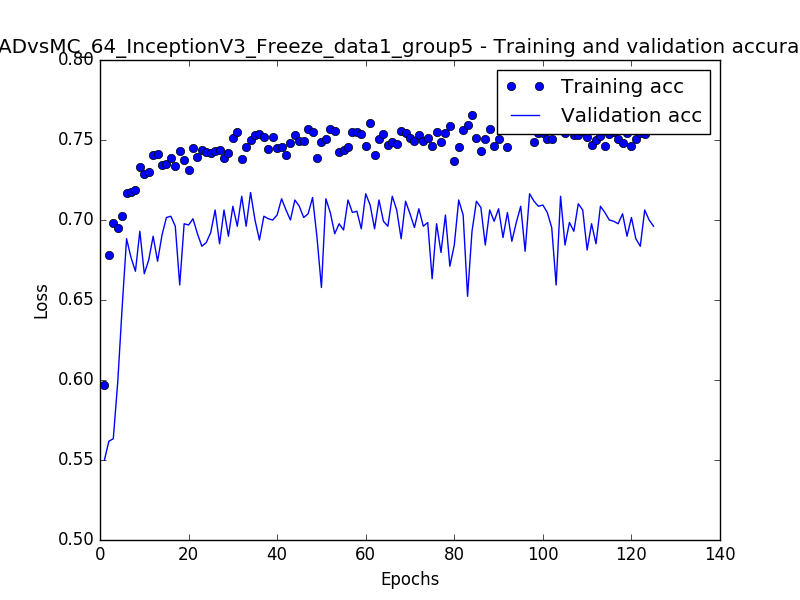 ADvsMC_64_InceptionV3_Freeze_data1_group5 - Training and validation accura
Training acc
Validation acc
0.80
0.75
0.70
0.65
0.60
0.55
0.50
Loss
0 20 40 60 80 100 120 140
Epochs